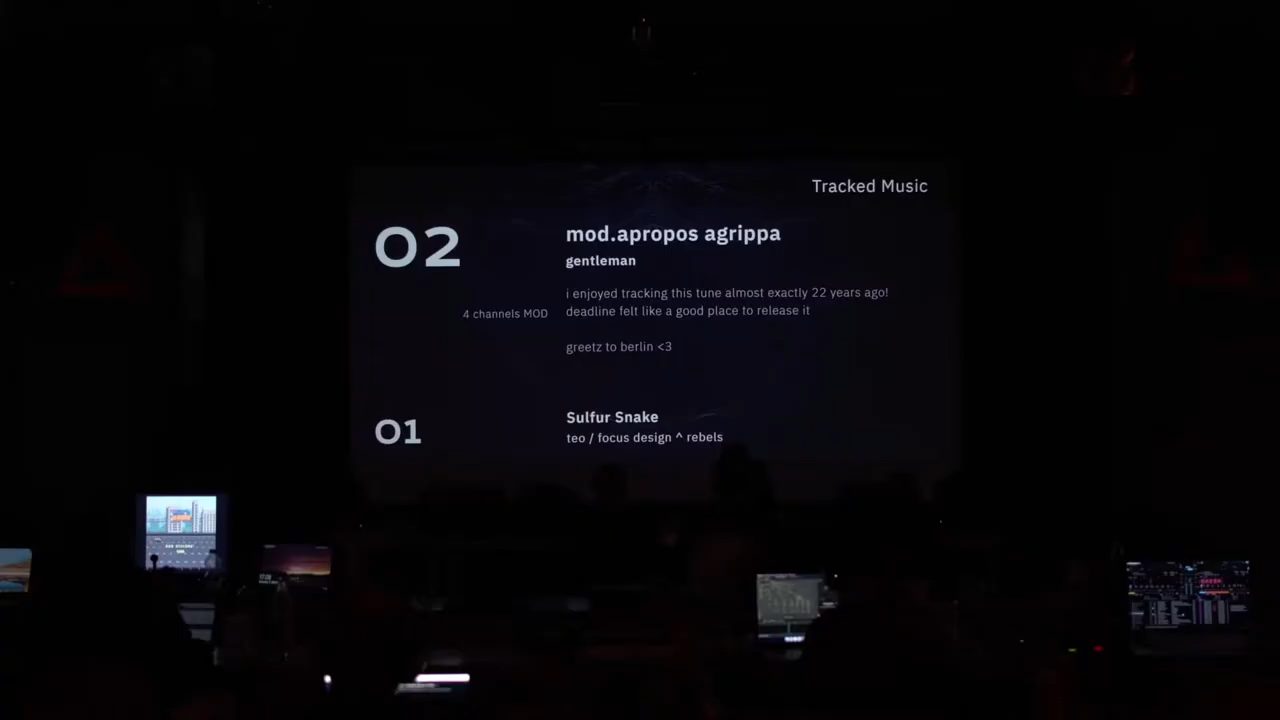 Tracked Music
02
mod.apropos agrippa
gentleman
i enjoyed tracking this tune almost exactly 22 years ago!
4 channels MOD
deadline felt like a good place to release it
greetz to berlin <3
01
Sulfur Snake
teo / focus design ^ rebels